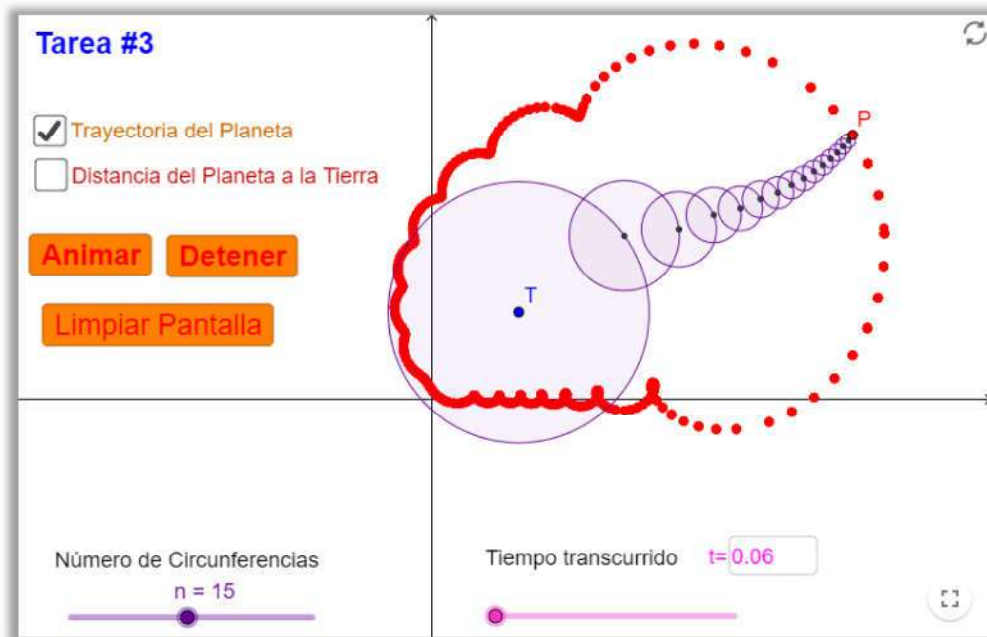 Tarea #3
Trayectoria del Planeta
Distancia del Planeta a la Tierra
Animar
Detener
Limpiar Pantalla
P
T
Número de Circunferencias
n = 15
Tiempo transcurrido
t= 0.06